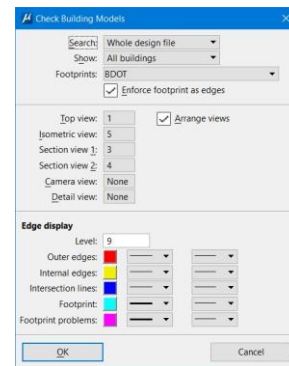 Check Building Models
Search: Whole design file
Show: All buildings
Footprints: BDOT
Enforce footprint as edges
Top view: 1 Arrange views
Isometric view: 5
Section view 1: 3
Section view 2: 4
Camera view: None
Detail view: None
Edge display
Level: 9
Outer edges:
Internal edges:
Intersection lines:
Footprint:
Footprint problems:
OK Cancel